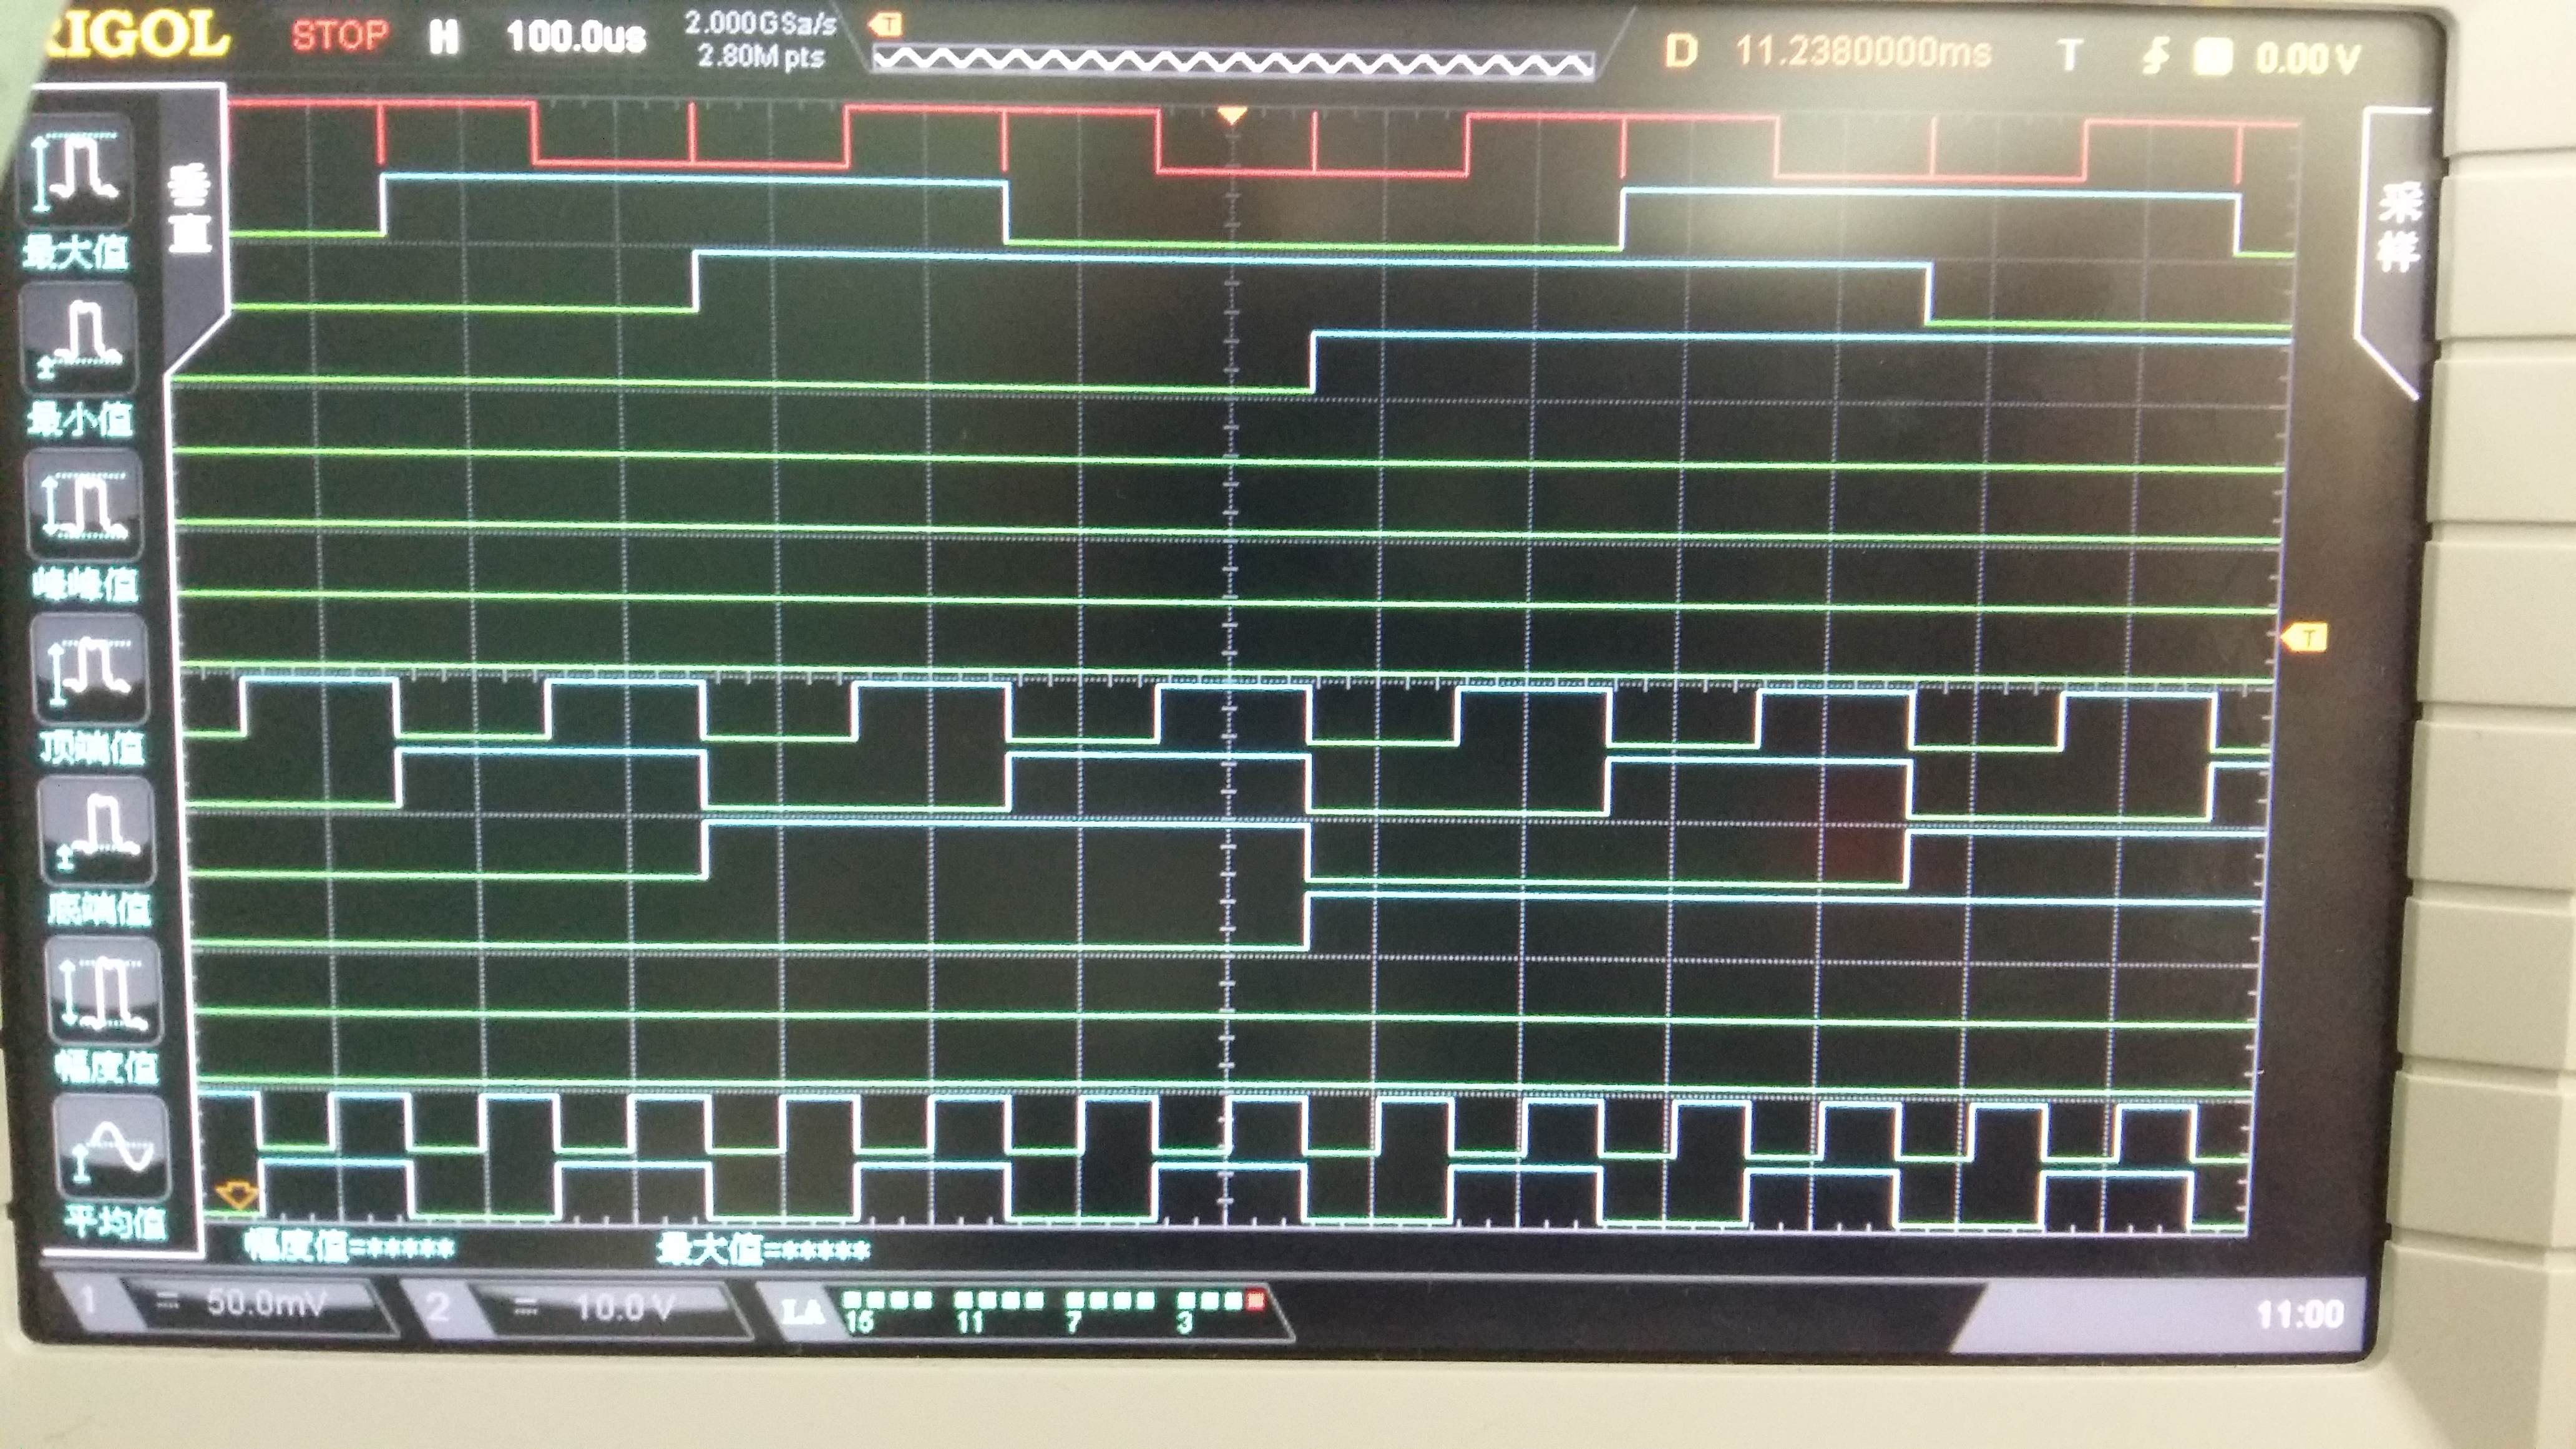 RIGOL STOP H 100.0us 2.000GSa/s D 11.2380000ms T 0.00 V
2.80M pts
T
垂直
采样
最大值
最小值
峰峰值
T
顶端值
底端值
幅度值
平均值
幅度值=***** 最大值=*****
1 50.0mV 2 10.0 V LA 15 11 7 3 11:00